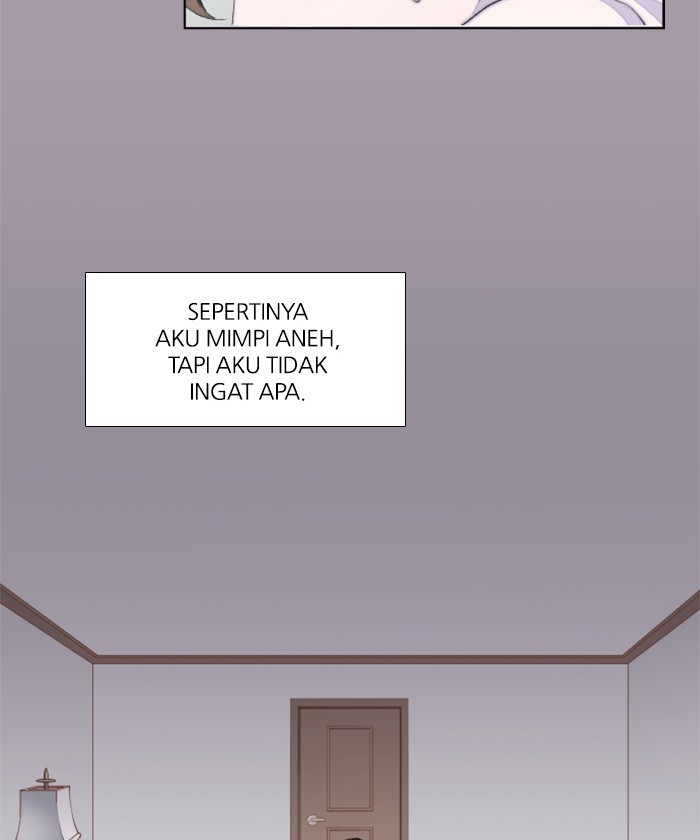 SEPERTINYA
AKU MIMPI ANEH,
TAPI AKU TIDAK
INGAT APA.